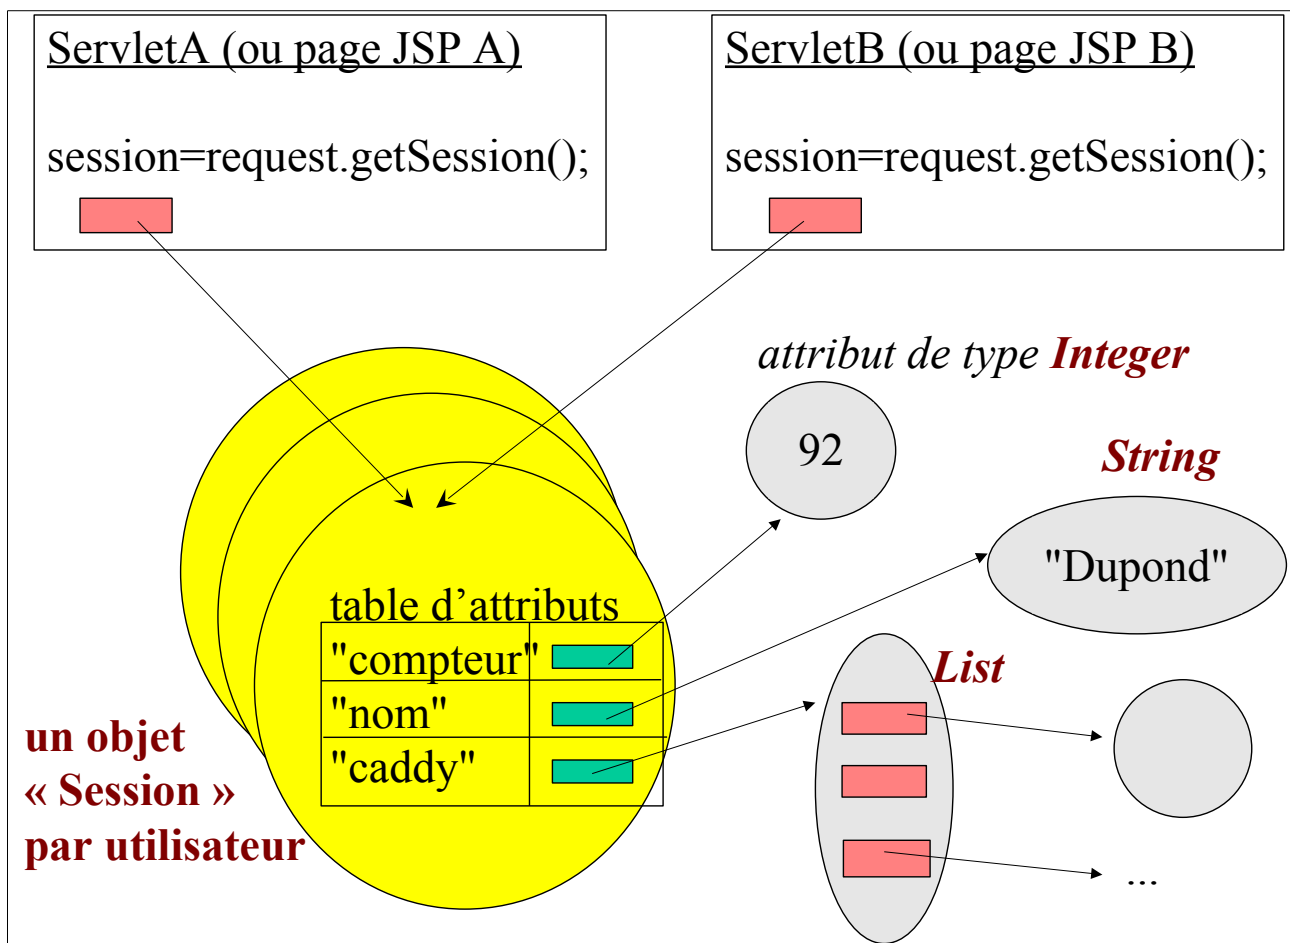 ServletA (ou page JSP A)
session=request.getSession();
ServletB (ou page JSP B)
session=request.getSession();
attribut de type Integer
92
String
"Dupond"
table d’attributs
"compteur"
"nom"
"caddy"
List
...
un objet
« Session »
par utilisateur